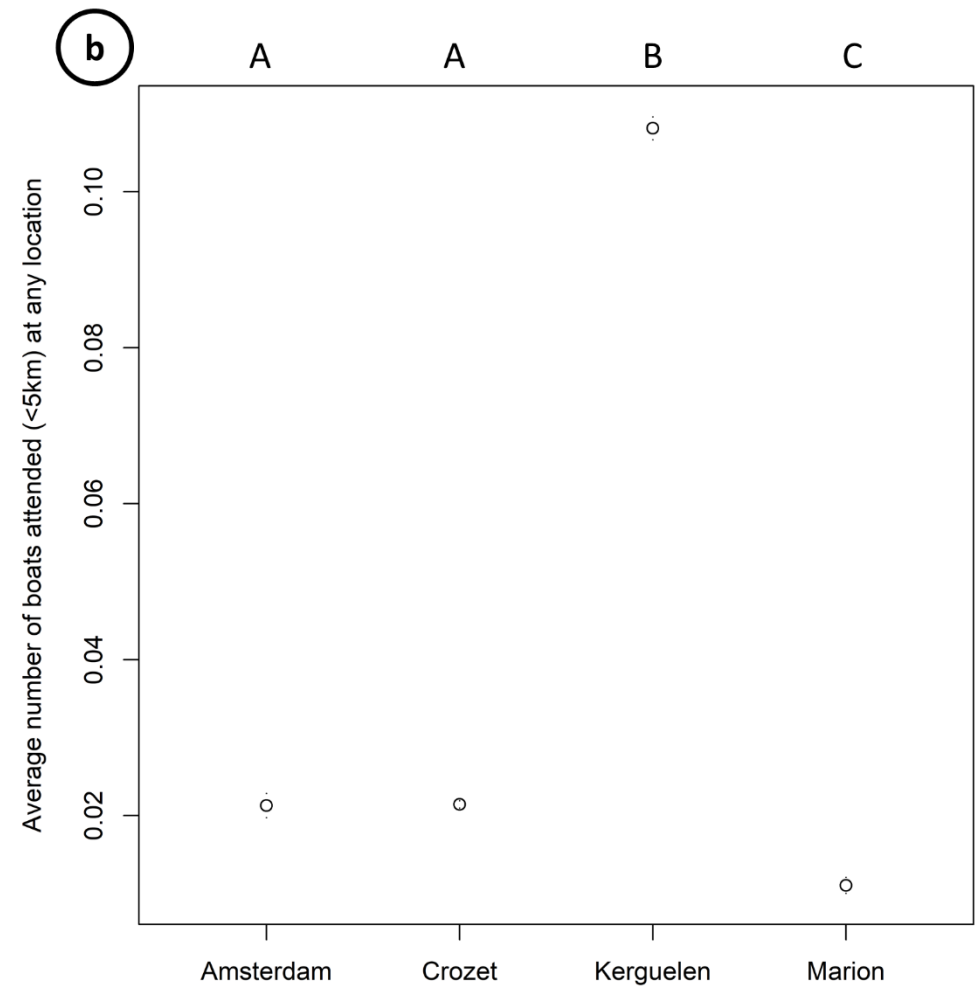 b
A A B C
Average number of boats attended (<5km) at any location
0.10
0.08
0.06
0.04
0.02
Amsterdam Crozet Kerguelen Marion